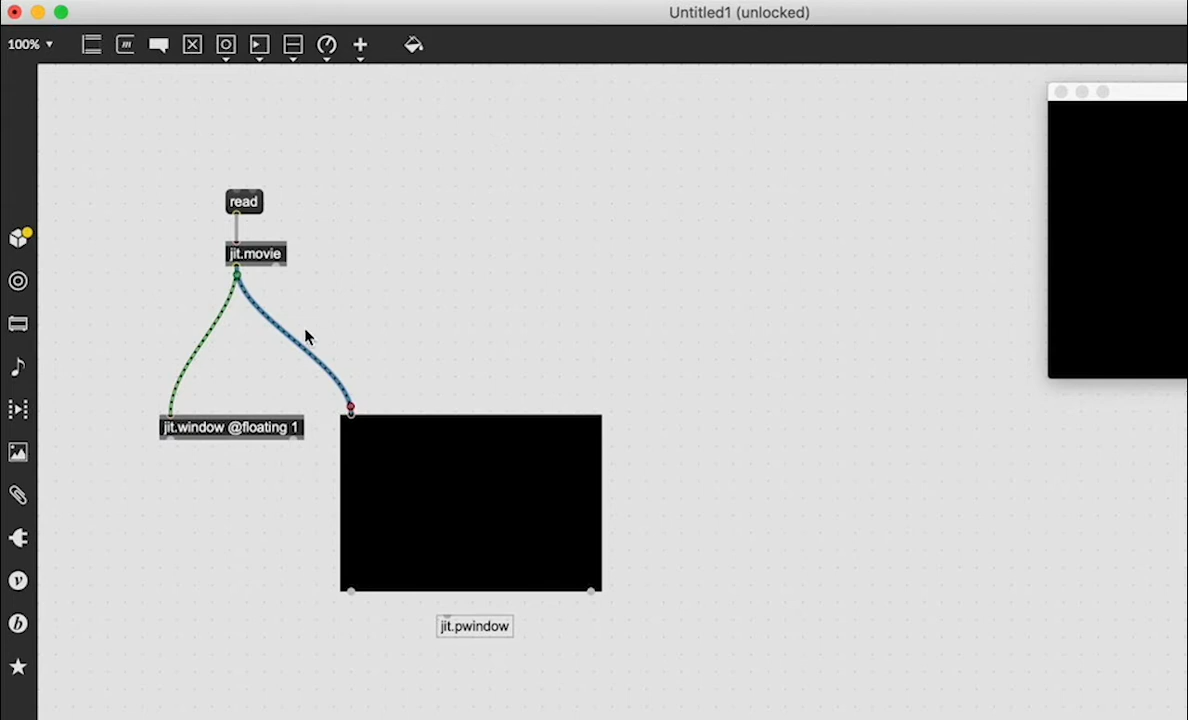 Untitled1 (unlocked)
100%
read
jit.movie
jit.window @floating 1
jit.pwindow